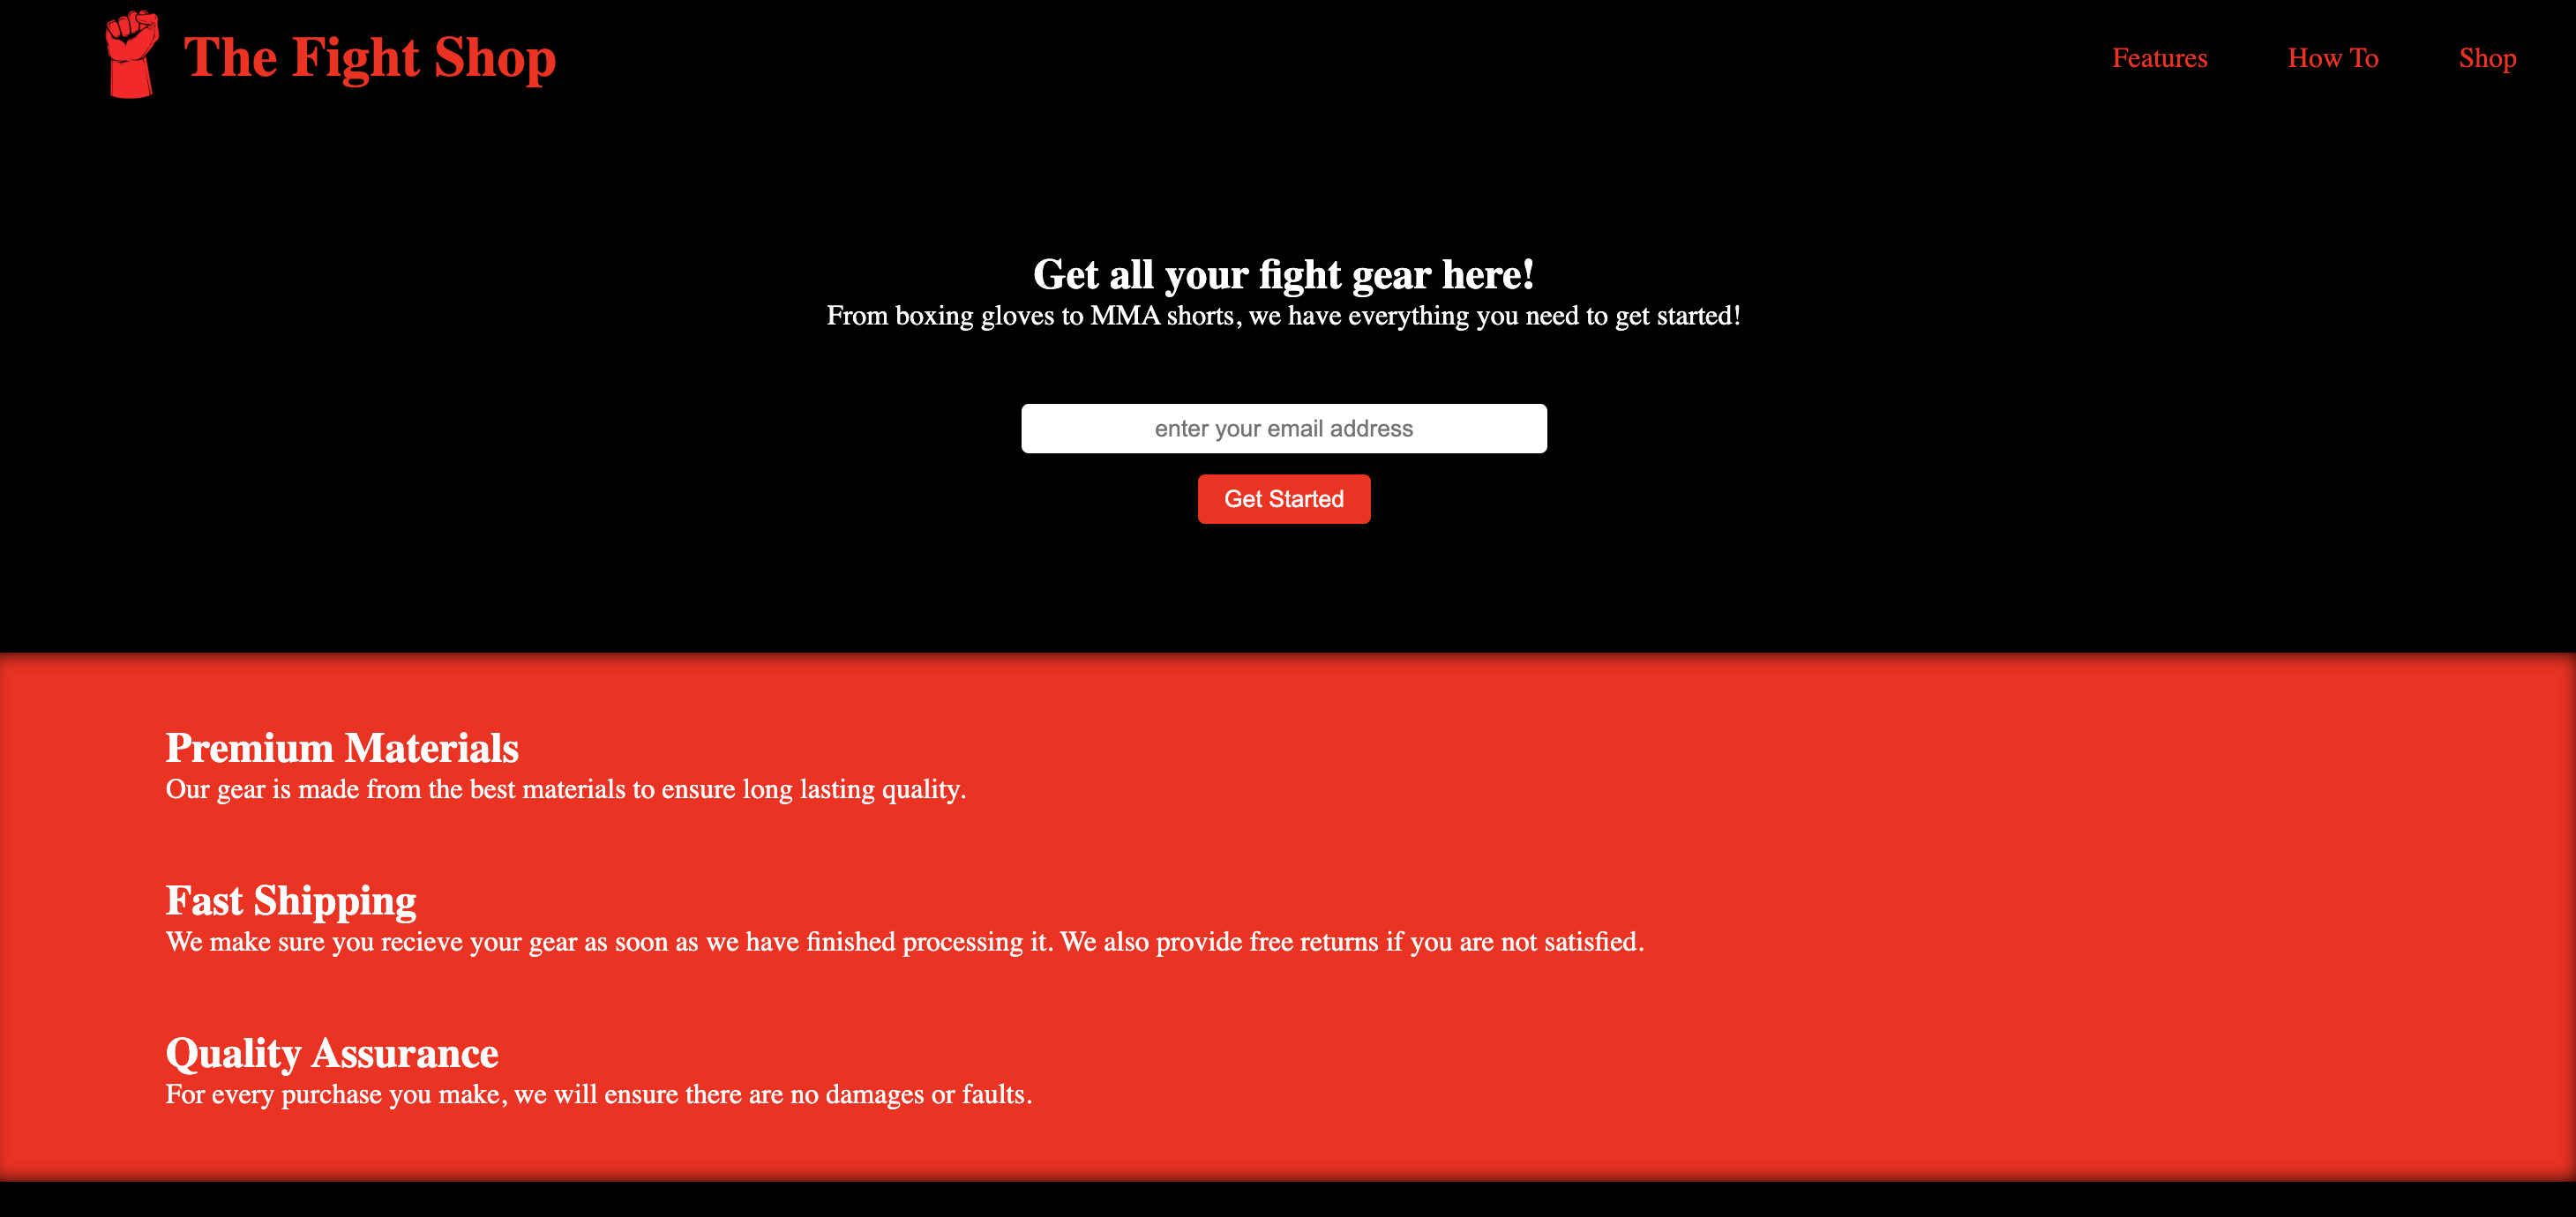 The Fight Shop
Features
How To
Shop
Get all your fight gear here!
From boxing gloves to MMA shorts, we have everything you need to get started!
enter your email address
Get Started
Premium Materials
Our gear is made from the best materials to ensure long lasting quality.
Fast Shipping
We make sure you recieve your gear as soon as we have finished processing it. We also provide free returns if you are not satisfied.
Quality Assurance
For every purchase you make, we will ensure there are no damages or faults.